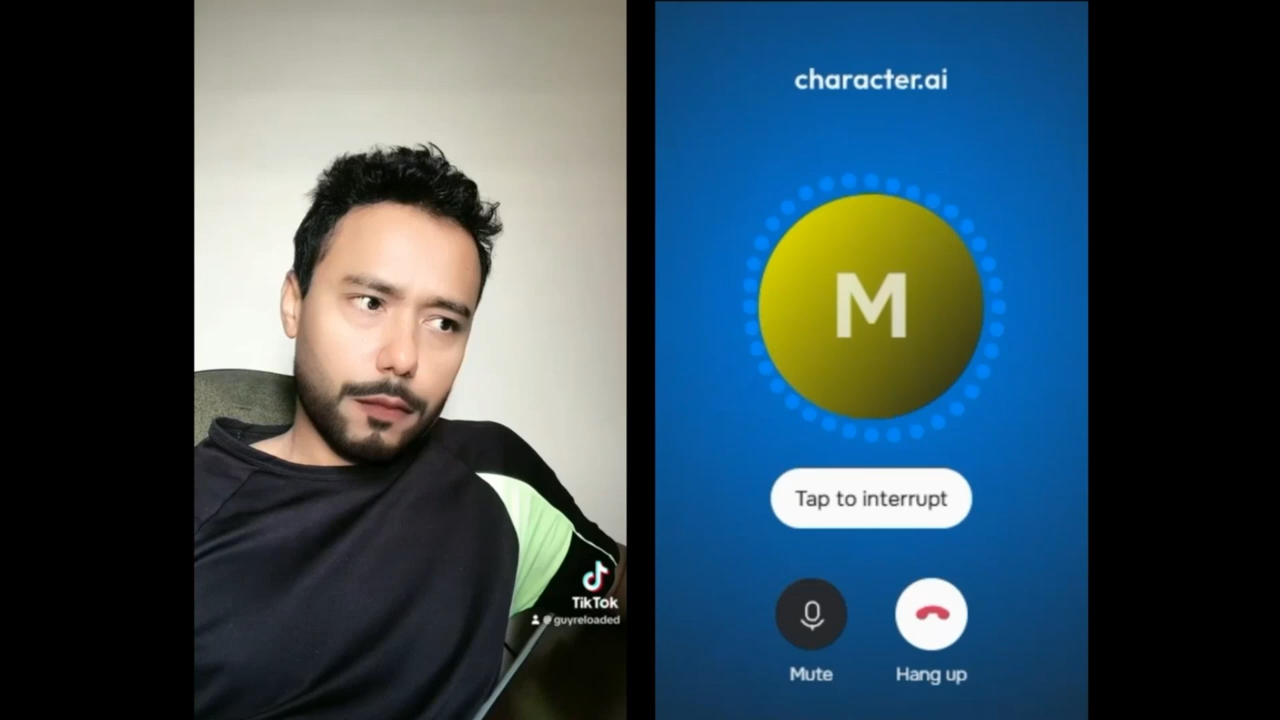 TikTok
@guyreloaded
character.ai
M
Tap to interrupt
Mute
Hang up